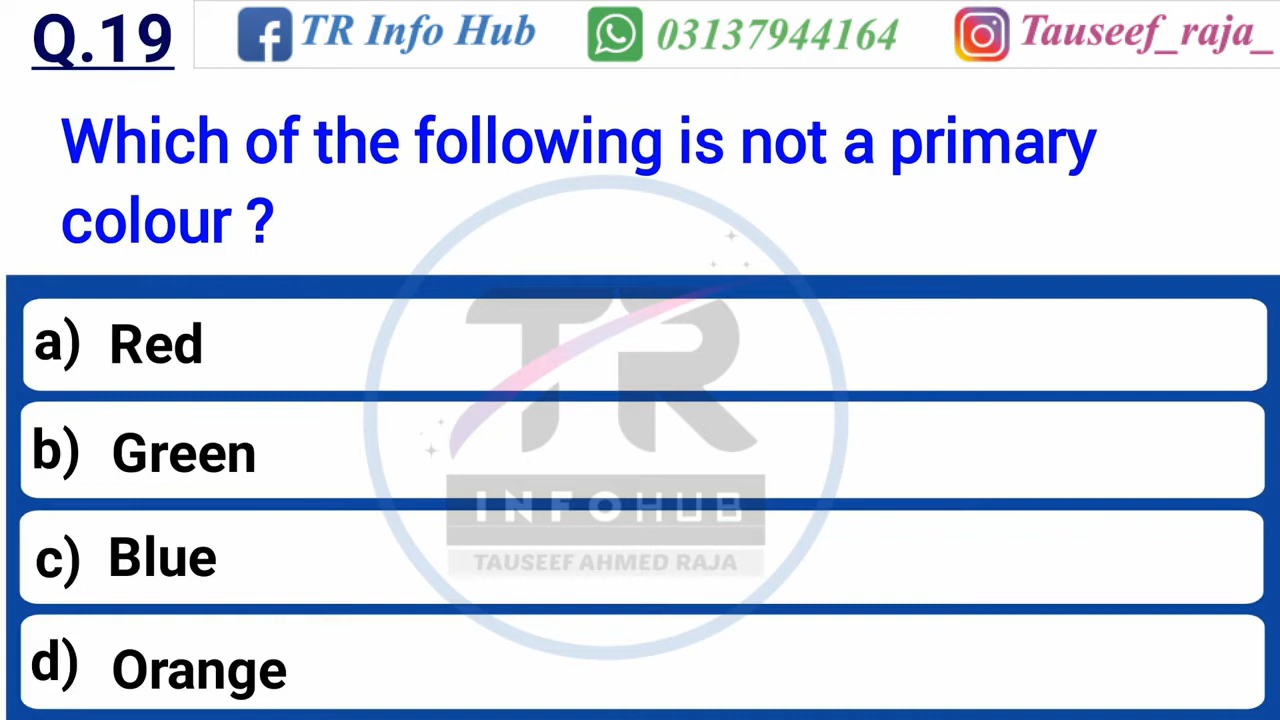 Q.19 TR Info Hub 03137944164 Tauseef_raja_
Which of the following is not a primary
colour ?
a) Red
b) Green
c) Blue
d) Orange
TR
INFOHUB
TAUSEEF AHMED RAJA